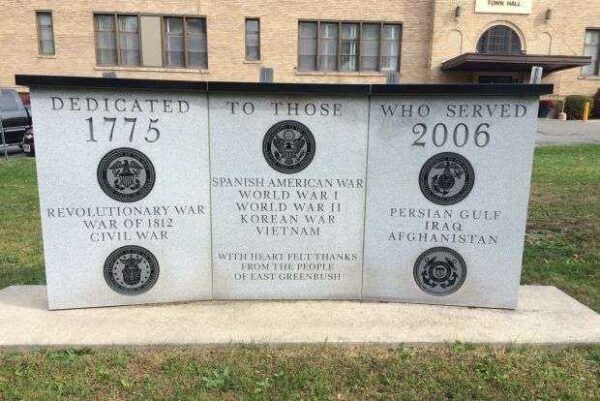 TOWN HALL
DEDICATED TO THOSE WHO SERVED
1775
2006
REVOLUTIONARY WAR
WAR OF 1812
CIVIL WAR
SPANISH AMERICAN WAR
WORLD WAR I
WORLD WAR II
KOREAN WAR
VIETNAM
WITH HEART FELT THANKS
FROM THE PEOPLE
OF EAST GREENBUSH
PERSIAN GULF
IRAQ
AFGHANISTAN